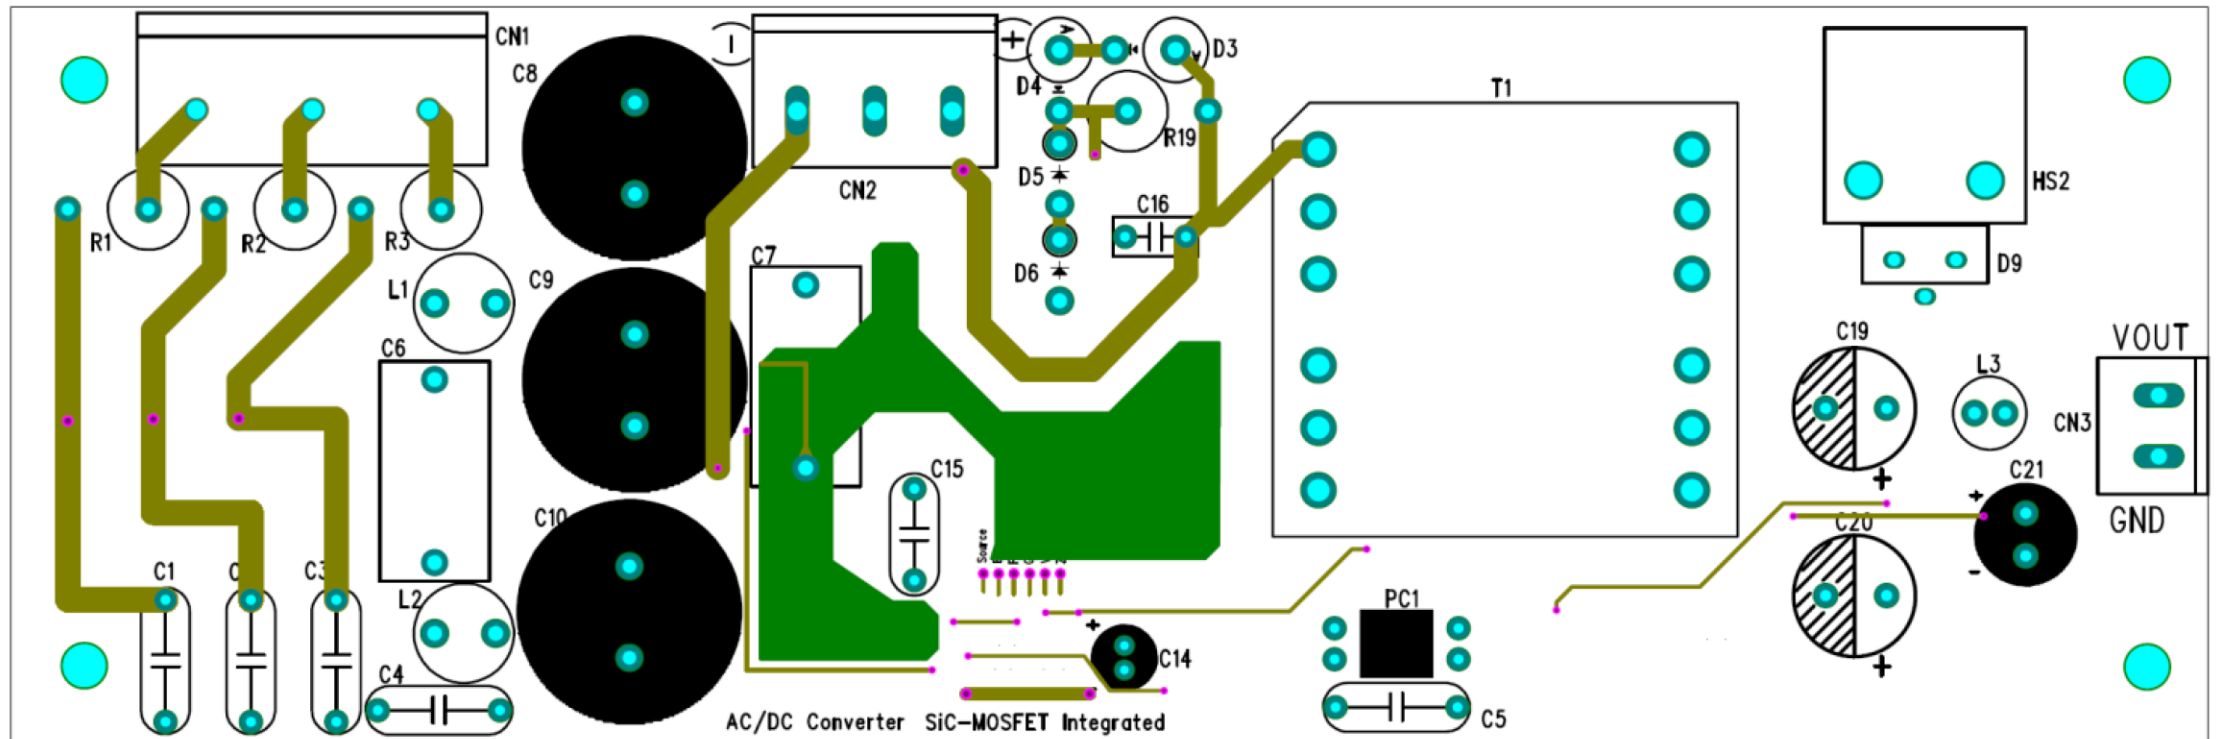 CN1
C8
CN2
D4
D3
R19
D5
C16
D6
T1
HS2
D9
R1
R2
R3
L1
C9
C7
C6
C10
C15
Source
C1
C3
L2
C4
C14
PC1
C5
C19
L3
VOUT
CN3
GND
C21
C20
AC/DC Converter SiC-MOSFET Integrated